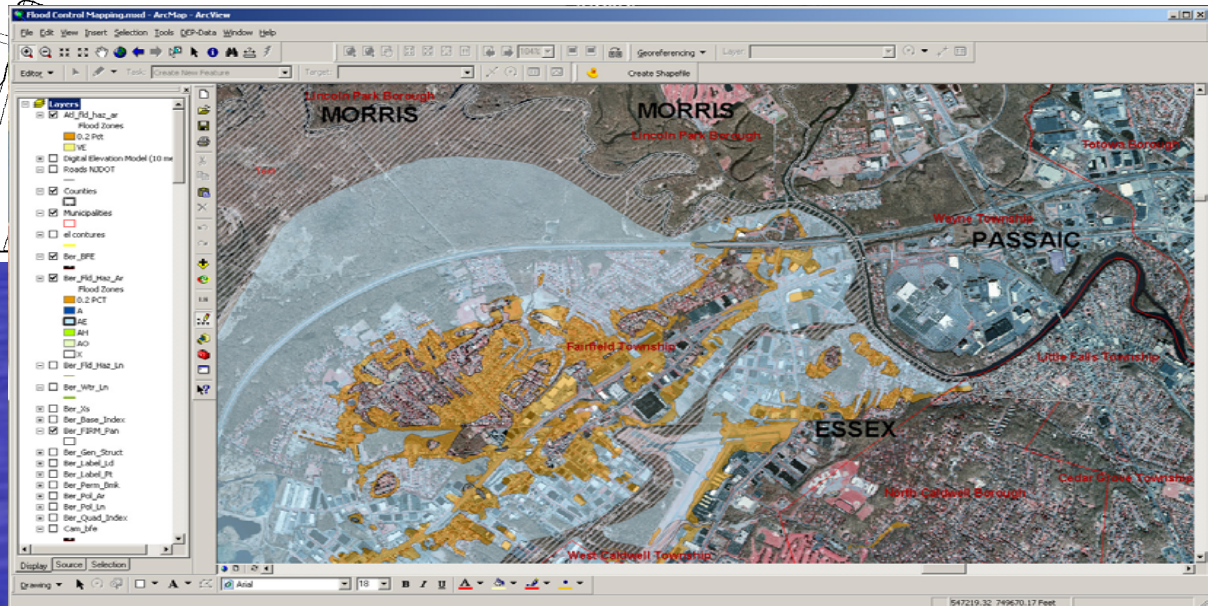 Flood Control Mapping.mxd - ArcMap - ArcView
File Edit View Insert Selection Tools DEP-Data Window Help
104%
Georeferencing
Layer:
Editor
Task:
Create New Feature
Target:
Create Shapefile
Layers
Atl_fld_haz_ar
Flood Zones
0.2 Pct
VE
Digital Elevation Model (10 me
Roads NJDOT
Counties
Municipalities
el contures
Ber_BFE
Ber_Fld_Haz_Ar
Flood Zones
0.2 PCT
A
AE
AH
AO
X
Ber_Fld_Haz_Ln
Ber_Wtr_Ln
Ber_Xs
Ber_Base_Index
Ber_FIRM_Pan
Ber_Gen_Struct
Ber_Label_Ld
Ber_Label_Pt
Ber_Perm_Bmk
Ber_Pol_Ar
Ber_Pol_Ln
Ber_Quad_Index
Cam_bfe
Display Source Selection
Lincoln Park Borough
MORRIS
MORRIS
Lincoln Park Borough
Totowa Borough
Wayne Township
PASSAIC
Fairfield Township
Little Falls Township
ESSEX
North Caldwell Borough
Cedar Grove Township
West Caldwell Township
Drawing
Arial
18
B I U A
547219.32 749670.17 Feet